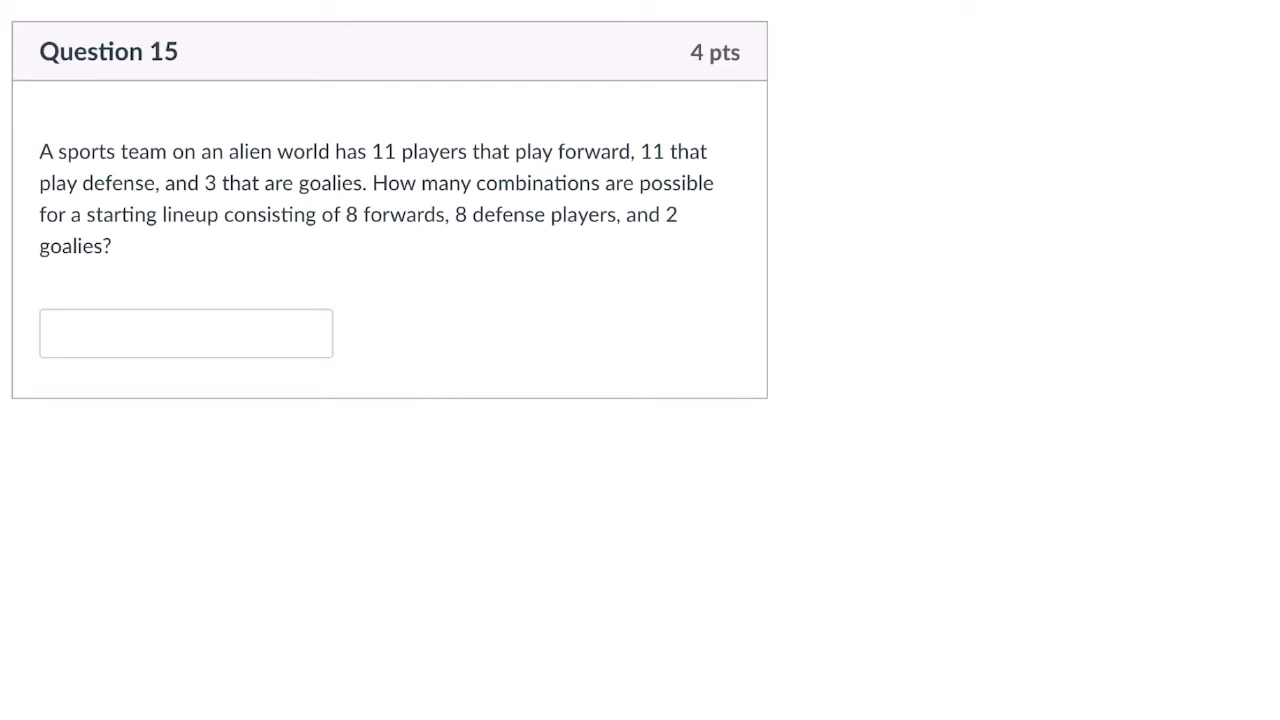 Question 15
4 pts
A sports team on an alien world has 11 players that play forward, 11 that
play defense, and 3 that are goalies. How many combinations are possible
for a starting lineup consisting of 8 forwards, 8 defense players, and 2
goalies?